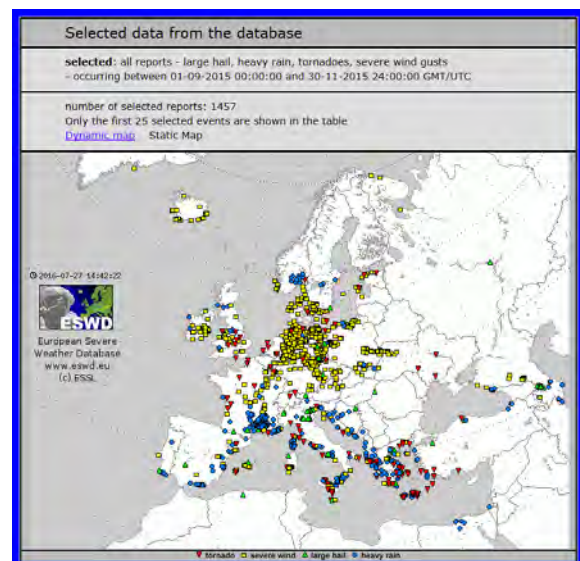 Selected data from the database
selected: all reports - large hail, heavy rain, tornadoes, severe wind gusts
- occurring between 01-09-2015 00:00:00 and 30-11-2015 24:00:00 GMT/UTC
number of selected reports: 1457
Only the first 25 selected events are shown in the table
Dynamic map Static Map
2016-07-27 14:42:22
ESWD
European Severe
Weather Database
www.eswd.eu
(c) ESSL
tornado severe wind large hail heavy rain